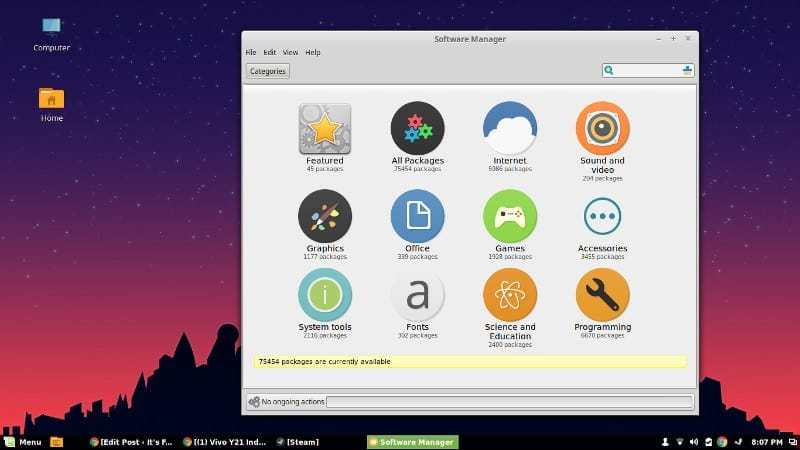 Computer
Home
Software Manager
File Edit View Help
Categories
Featured
45 packages
All Packages
75454 packages
Internet
5086 packages
Sound and
video
204 packages
Graphics
1177 packages
Office
339 packages
Games
1928 packages
Accessories
3455 packages
System tools
2116 packages
Fonts
302 packages
Science and
Education
2400 packages
Programming
6670 packages
75454 packages are currently available
No ongoing actions
Menu [Edit Post ‹ It's F... [(1) Vivo Y21 Ind... [Steam] Software Manager 8:07 PM